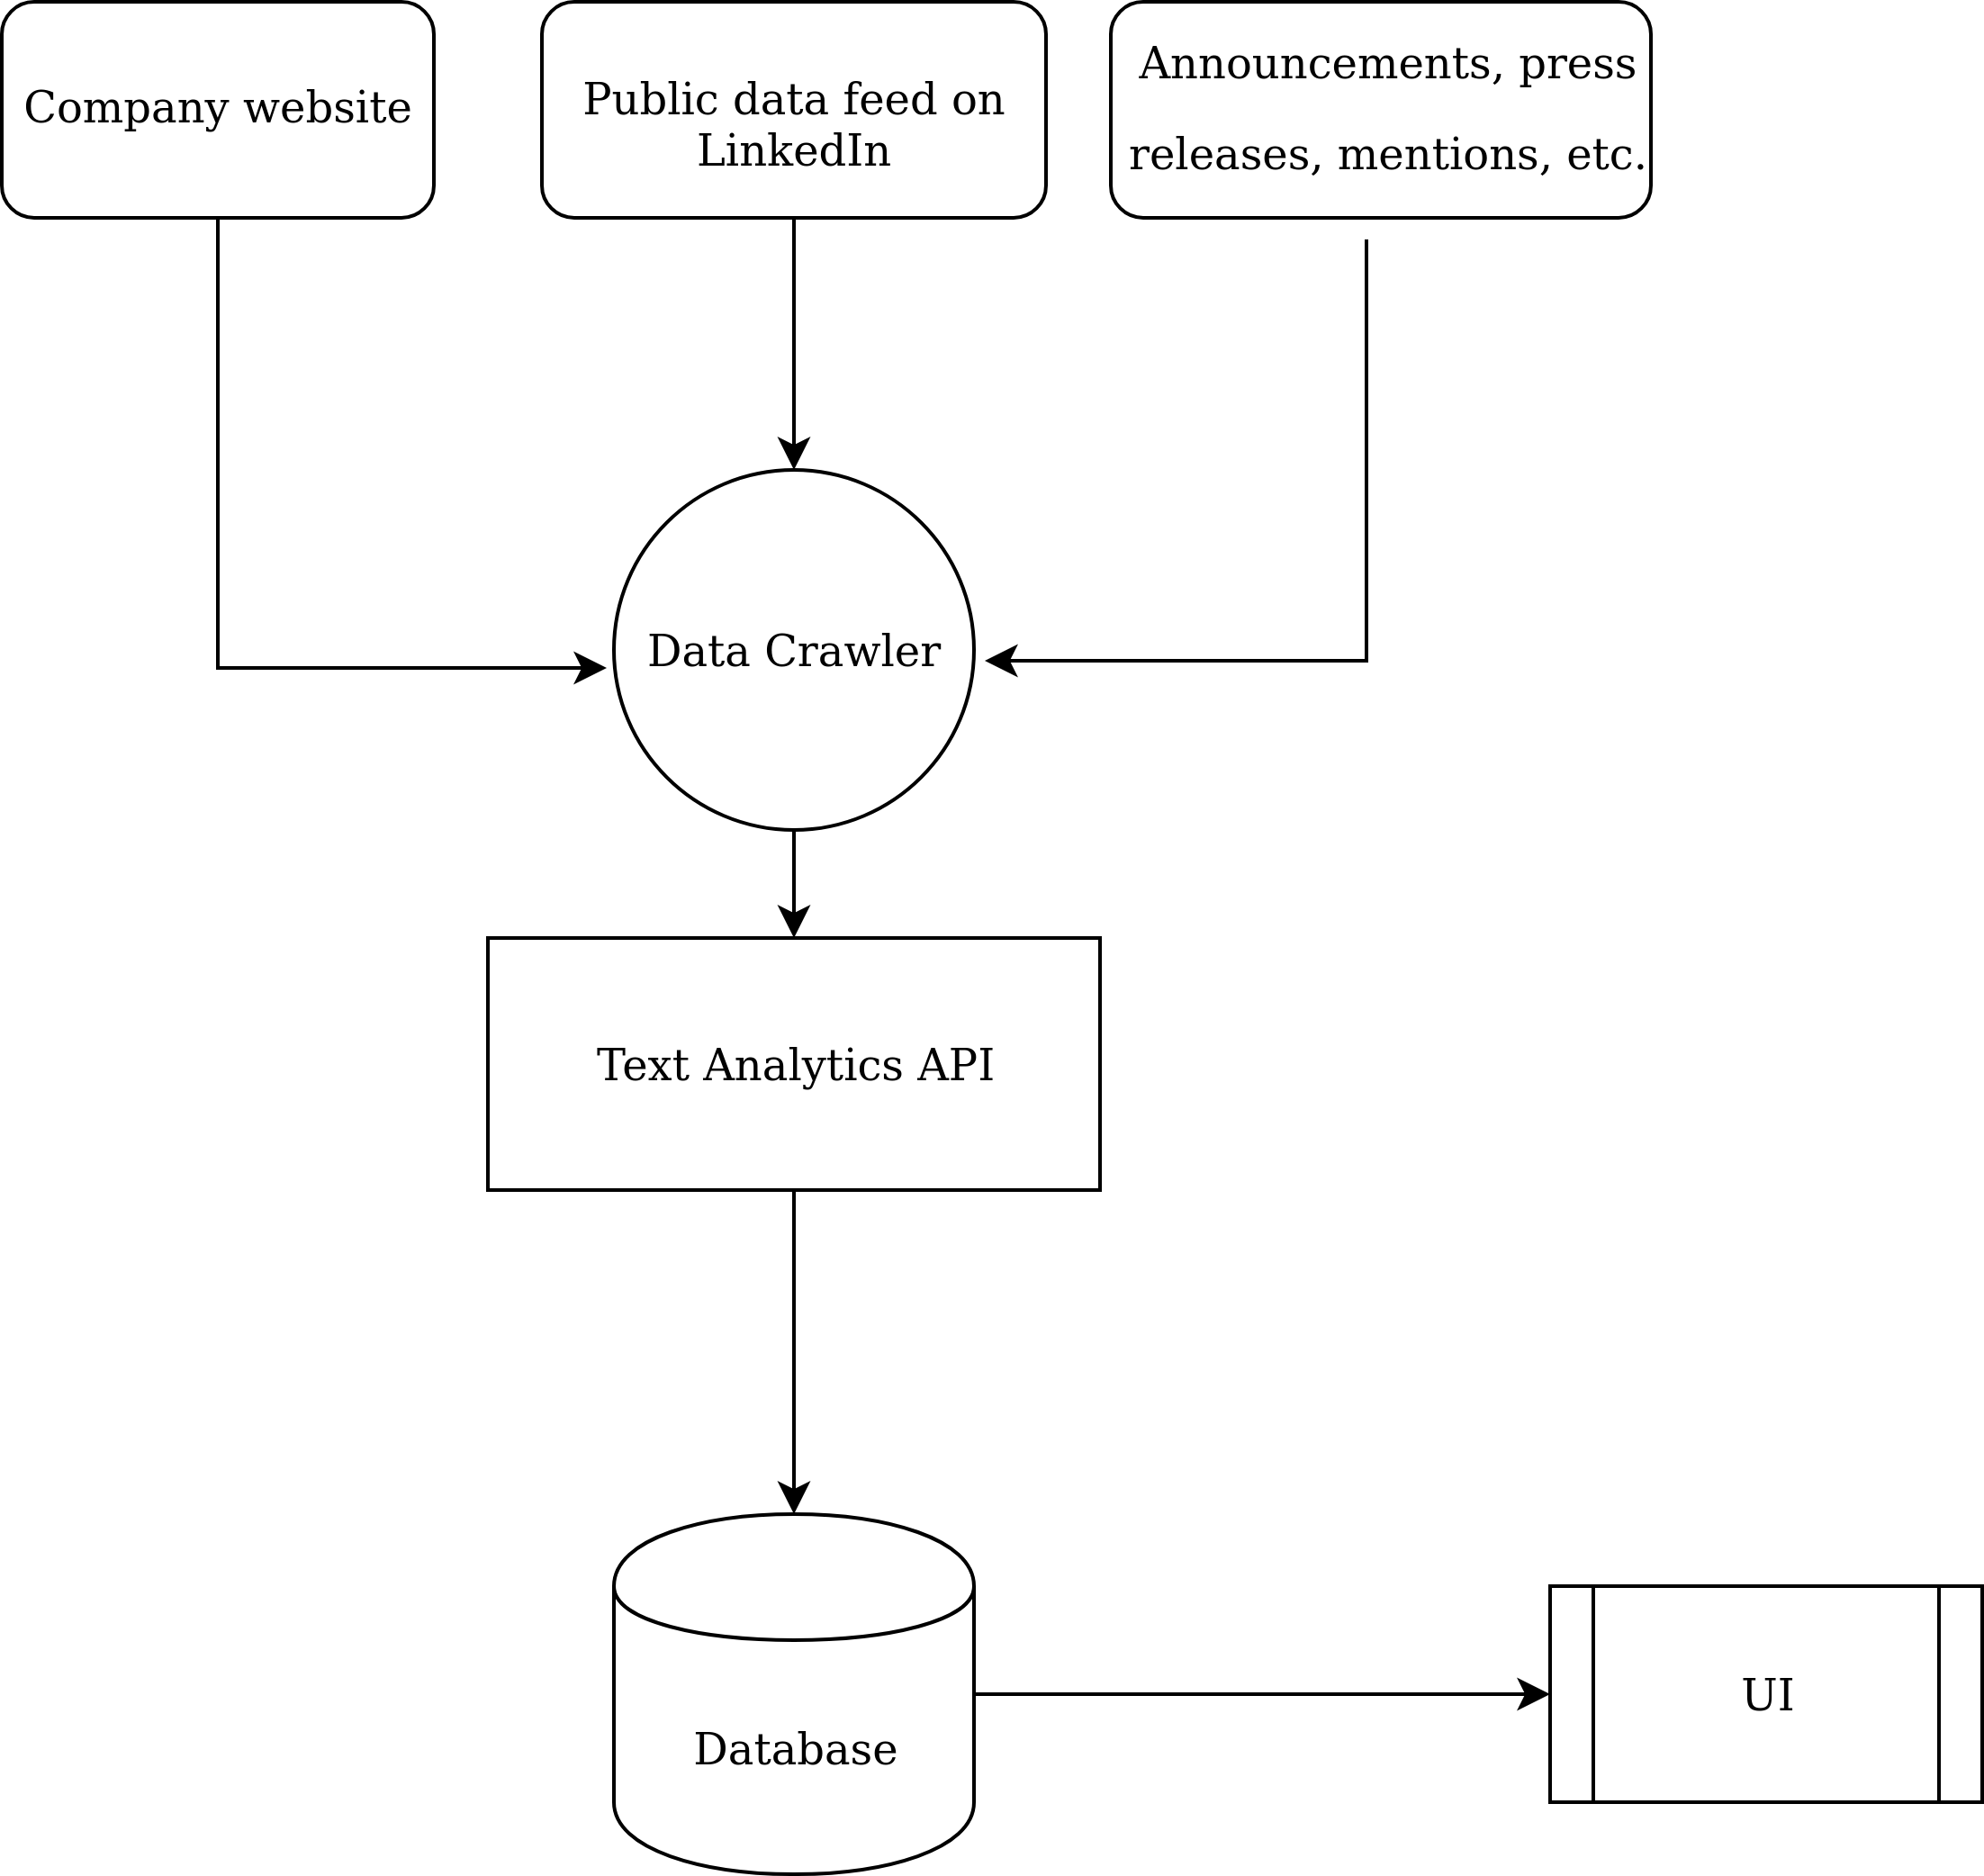 Company website
Public data feed on
LinkedIn
Announcements, press
releases, mentions, etc.
Data Crawler
Text Analytics API
Database
UI